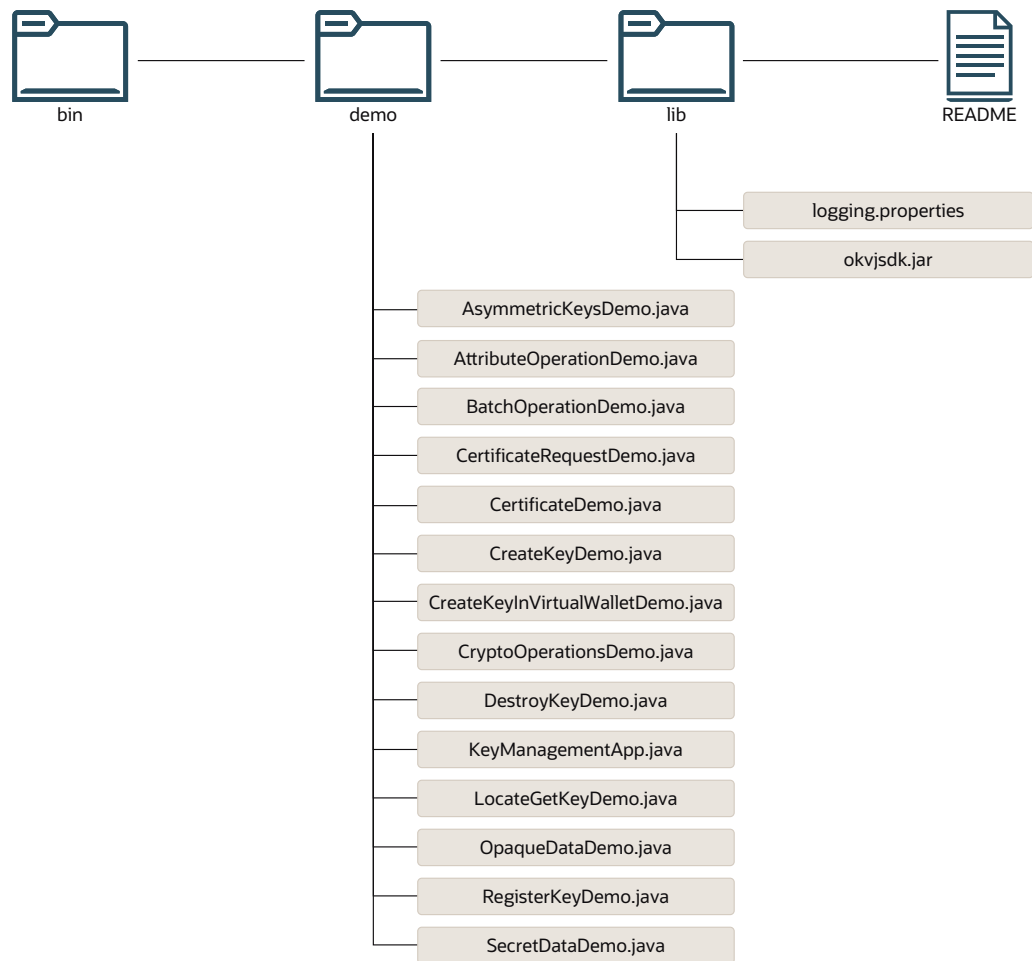 bin
demo
lib
README
logging.properties
okvjsdk.jar
AsymmetricKeysDemo.java
AttributeOperationDemo.java
BatchOperationDemo.java
CertificateRequestDemo.java
CertificateDemo.java
CreateKeyDemo.java
CreateKeyInVirtualWalletDemo.java
CryptoOperationsDemo.java
DestroyKeyDemo.java
KeyManagementApp.java
LocateGetKeyDemo.java
OpaqueDataDemo.java
RegisterKeyDemo.java
SecretDataDemo.java